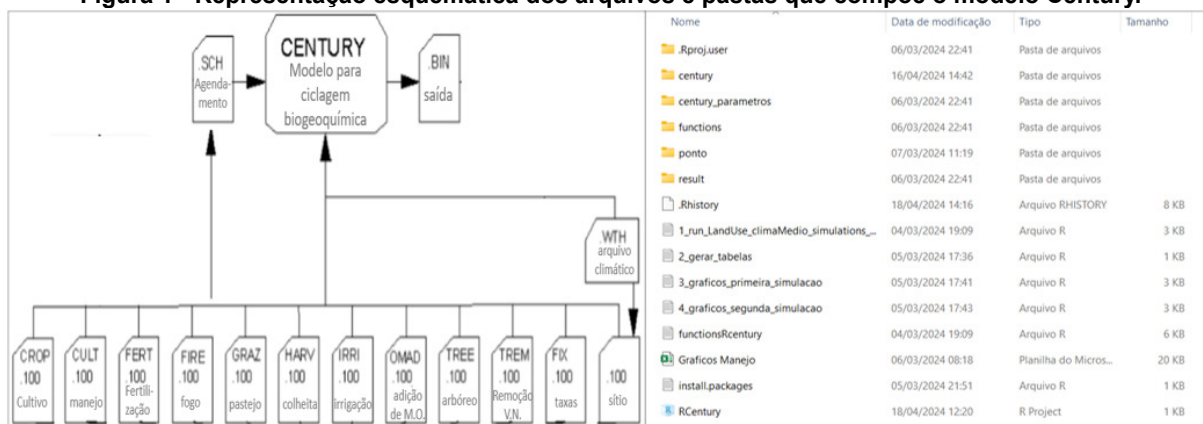 Figura 1 - Representação esquemática dos arquivos e pastas que compõe o modelo Century.
.SCH
Agenda-
mento
CENTURY
Modelo para
ciclagem
biogeoquímica
.BIN
saída
.WTH
arquivo
climático
CROP
.100
Cultivo
CULT
.100
manejo
FERT
.100
Fertili-
zação
FIRE
.100
fogo
GRAZ
.100
pastejo
HARV
.100
colheita
IRRI
.100
irrigação
OMAD
.100
adição
de M.O.
TREE
.100
arbóreo
TREM
.100
Remoção
V.N.
FIX
.100
taxas
.100
sítio
Nome Data de modificação Tipo Tamanho
.Rproj.user 06/03/2024 22:41 Pasta de arquivos
century 16/04/2024 14:42 Pasta de arquivos
century_parametros 06/03/2024 22:41 Pasta de arquivos
functions 06/03/2024 22:41 Pasta de arquivos
ponto 07/03/2024 11:19 Pasta de arquivos
result 06/03/2024 22:41 Pasta de arquivos
.Rhistory 18/04/2024 14:16 Arquivo RHISTORY 8 KB
1_run_LandUse_climaMedio_simulations_... 04/03/2024 19:09 Arquivo R 3 KB
2_gerar_tabelas 05/03/2024 17:36 Arquivo R 1 KB
3_graficos_primeira_simulacao 05/03/2024 17:41 Arquivo R 3 KB
4_graficos_segunda_simulacao 05/03/2024 17:43 Arquivo R 3 KB
functionsRcentury 04/03/2024 19:09 Arquivo R 6 KB
Graficos Manejo 06/03/2024 08:18 Planilha do Micros... 20 KB
install.packages 05/03/2024 21:51 Arquivo R 1 KB
RCentury 18/04/2024 12:20 R Project 1 KB